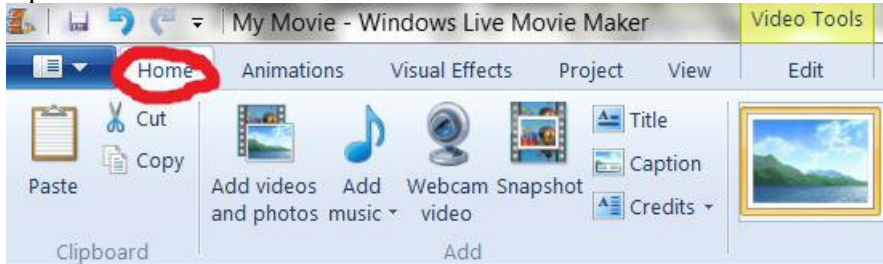 My Movie - Windows Live Movie Maker
Video Tools
Home Animations Visual Effects Project View Edit
Cut
Copy
Paste
Add videos and photos
Add music
Webcam video
Snapshot
Title
Caption
Credits
Clipboard
Add